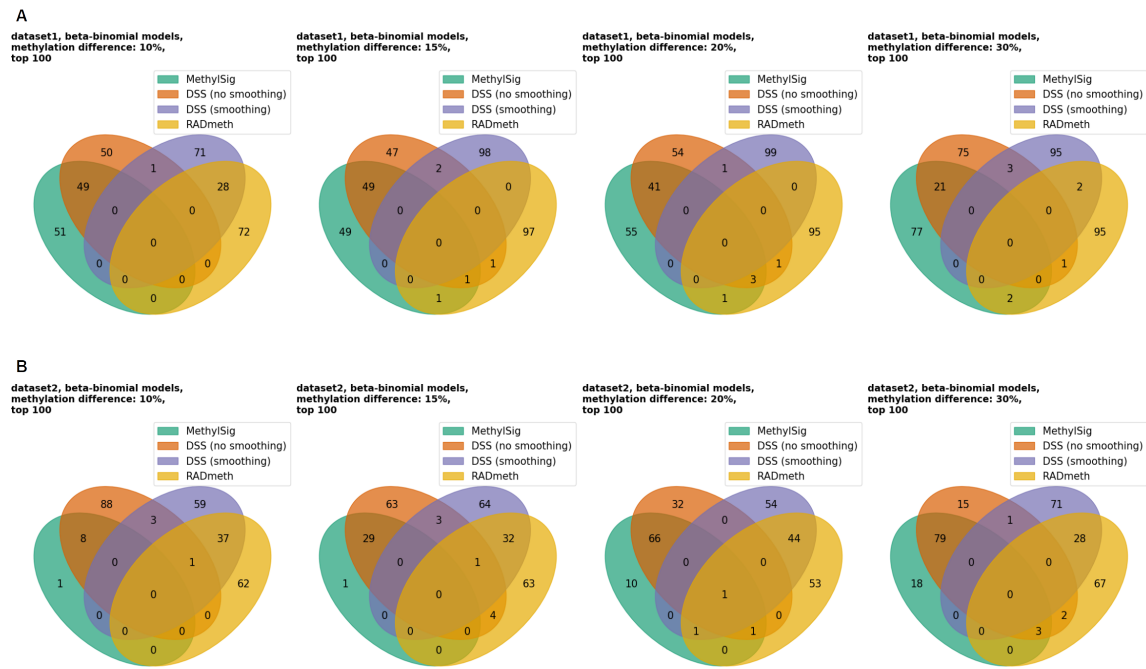 A
dataset1, beta-binomial models,
methylation difference: 10%,
top 100
MethylSig
DSS (no smoothing)
DSS (smoothing)
RADmeth
50
71
1
49
28
0
0
51
72
0
0
0
0
0
0
dataset1, beta-binomial models,
methylation difference: 15%,
top 100
MethylSig
DSS (no smoothing)
DSS (smoothing)
RADmeth
47
98
2
49
0
0
0
49
97
0
0
1
0
1
1
dataset1, beta-binomial models,
methylation difference: 20%,
top 100
MethylSig
DSS (no smoothing)
DSS (smoothing)
RADmeth
54
99
1
41
0
0
0
55
95
0
0
1
0
3
1
dataset1, beta-binomial models,
methylation difference: 30%,
top 100
MethylSig
DSS (no smoothing)
DSS (smoothing)
RADmeth
75
95
3
21
2
0
0
77
95
0
0
1
0
0
2
B
dataset2, beta-binomial models,
methylation difference: 10%,
top 100
MethylSig
DSS (no smoothing)
DSS (smoothing)
RADmeth
88
59
3
8
37
0
1
1
62
0
0
0
0
0
0
dataset2, beta-binomial models,
methylation difference: 15%,
top 100
MethylSig
DSS (no smoothing)
DSS (smoothing)
RADmeth
63
64
3
29
32
0
1
1
63
0
0
4
0
0
0
dataset2, beta-binomial models,
methylation difference: 20%,
top 100
MethylSig
DSS (no smoothing)
DSS (smoothing)
RADmeth
32
54
0
66
44
0
0
10
53
1
0
0
1
1
0
dataset2, beta-binomial models,
methylation difference: 30%,
top 100
MethylSig
DSS (no smoothing)
DSS (smoothing)
RADmeth
15
71
1
79
28
0
0
18
67
0
0
2
0
3
0